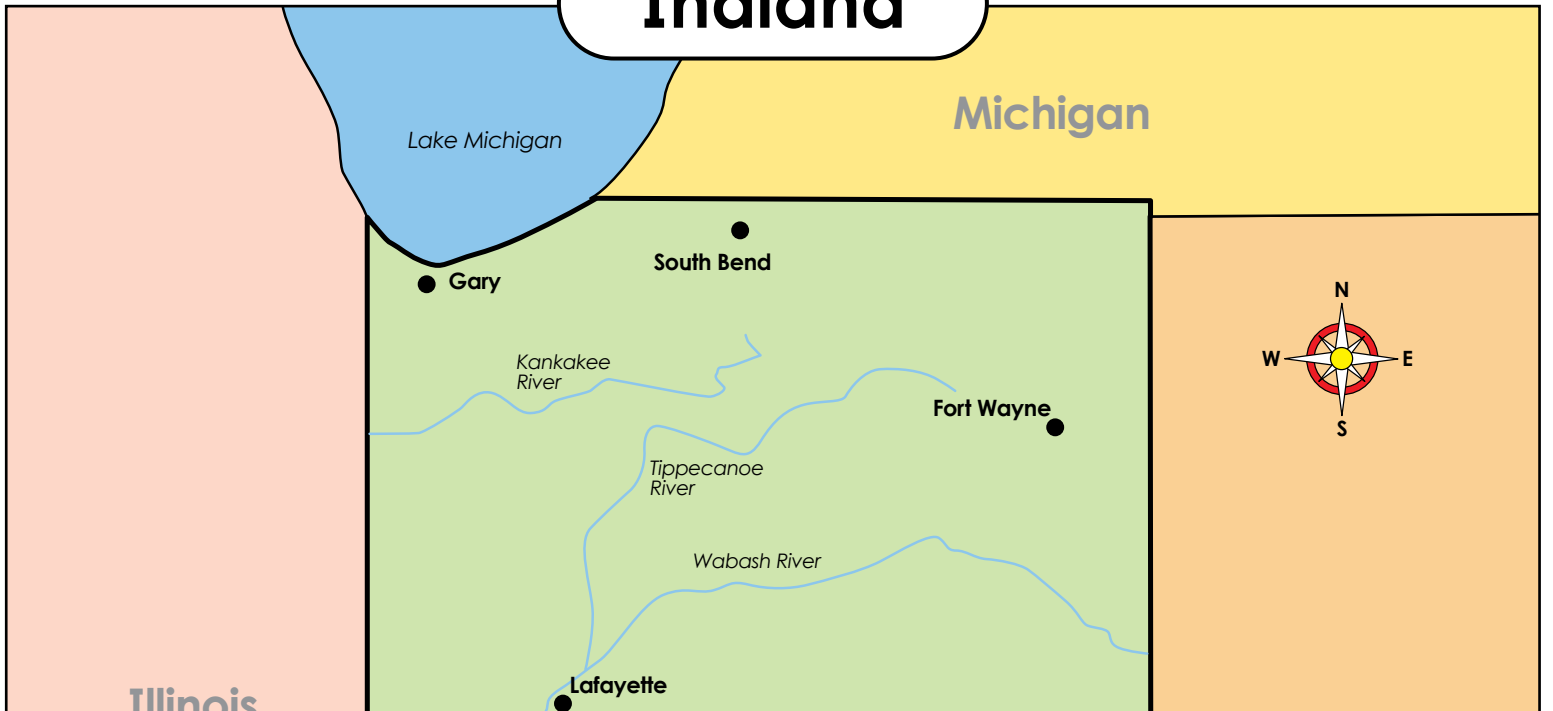 Indiana
Michigan
Lake Michigan
South Bend
Gary
N
W
E
S
Kankakee
River
Fort Wayne
Tippecanoe
River
Wabash River
Lafayette
Illinois